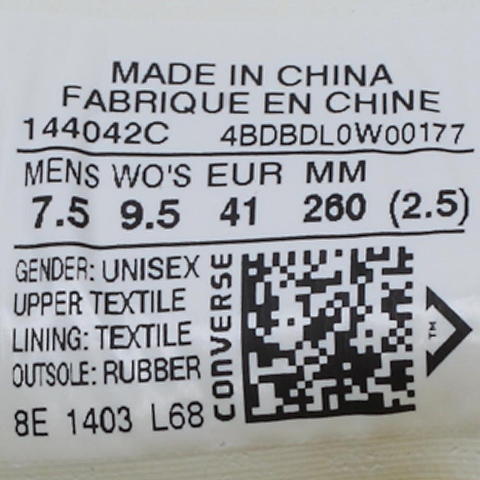 MADE IN CHINA
FABRIQUE EN CHINE
144042C 4BDBDL0W00177
MENS WO'S EUR MM
7.5 9.5 41 260 (2.5)
GENDER: UNISEX
UPPER TEXTILE
LINING: TEXTILE
OUTSOLE: RUBBER
8E 1403 L68
CONVERSE
TM